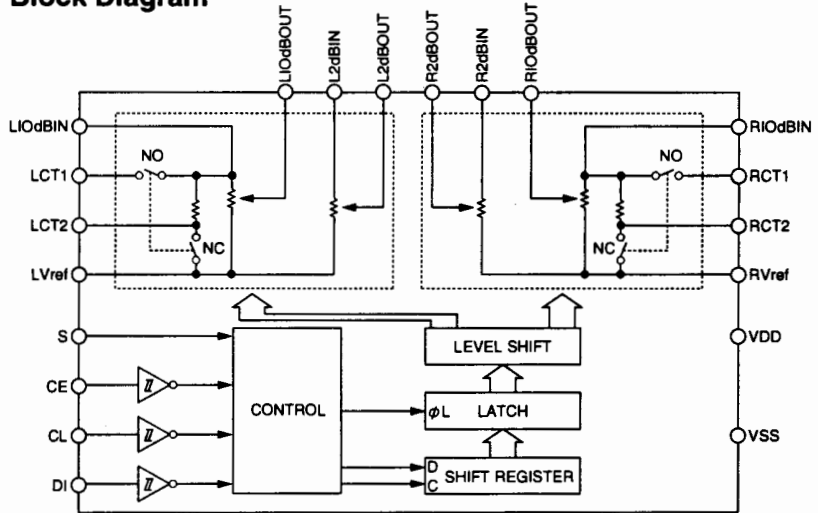 Block Diagram
LIOdBOUT
L2dBIN
L2dBOUT
R2dBOUT
R2dBIN
RIOdBOUT
LIOdBIN
RIOdBIN
NO
NO
LCT1
RCT1
LCT2
RCT2
NC
NC
LVref
RVref
S
LEVEL SHIFT
VDD
CE
CONTROL
φL
LATCH
CL
VSS
DI
D
C
SHIFT REGISTER